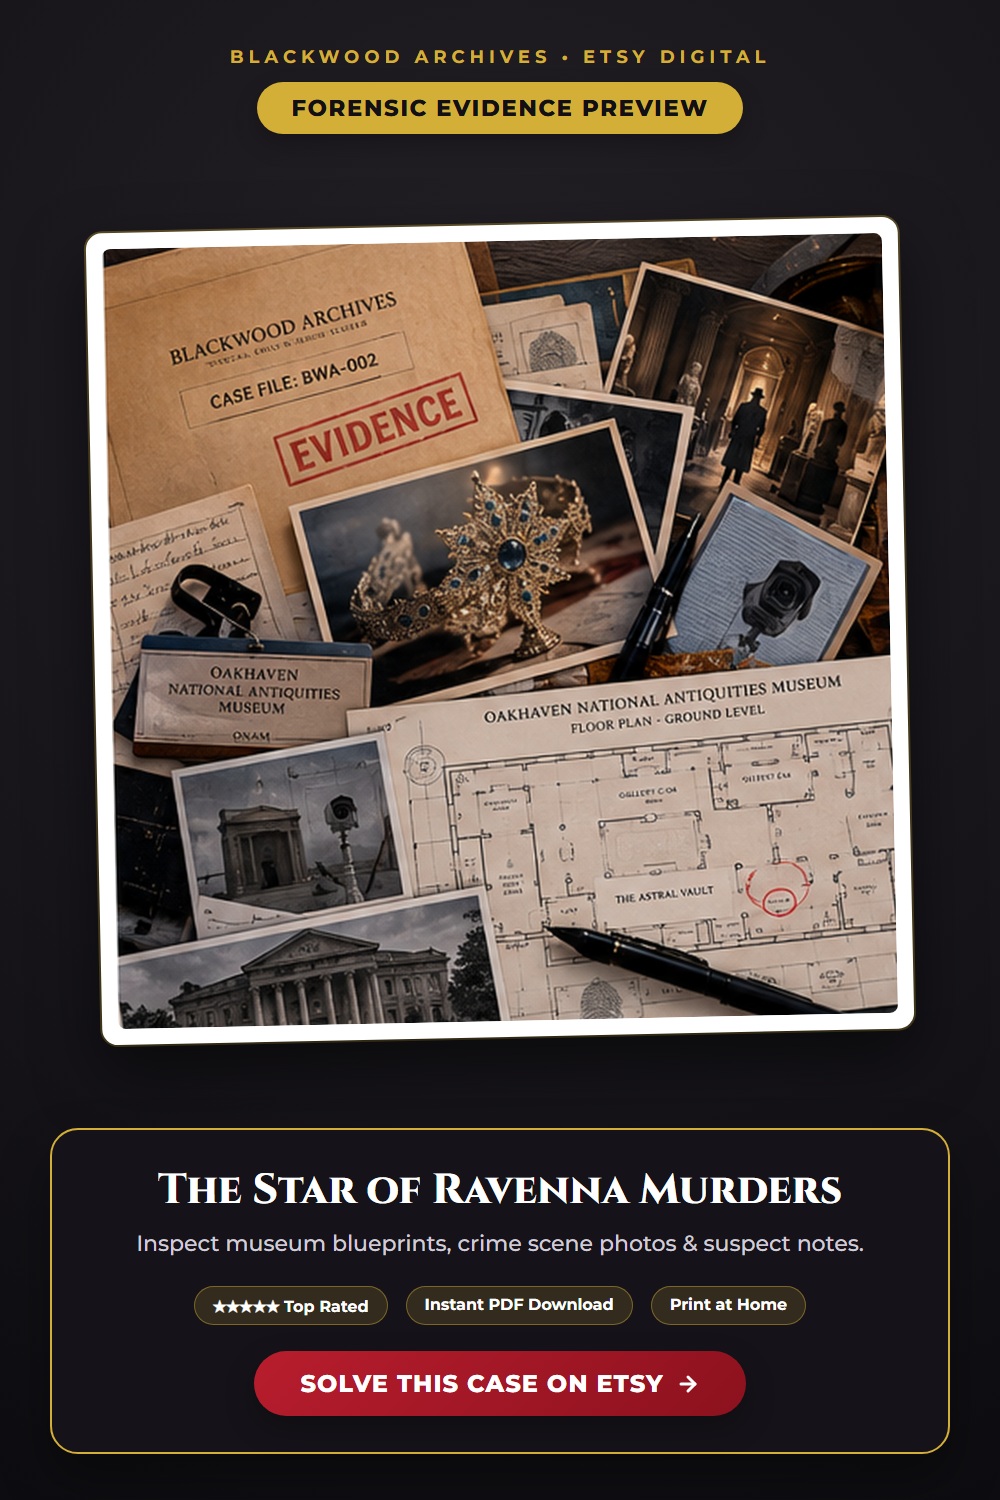 BLACKWOOD ARCHIVES • ETSY DIGITAL
FORENSIC EVIDENCE PREVIEW
BLACKWOOD ARCHIVES
CASE FILE: BWA-002
EVIDENCE
OAKHAVEN
NATIONAL ANTIQUITIES
MUSEUM
ONAM
OAKHAVEN NATIONAL ANTIQUITIES MUSEUM
FLOOR PLAN - GROUND LEVEL
THE ASTRAL VAULT
The Star of Ravenna Murders
Inspect museum blueprints, crime scene photos & suspect notes.
★★★★★ Top Rated
Instant PDF Download
Print at Home
SOLVE THIS CASE ON ETSY →